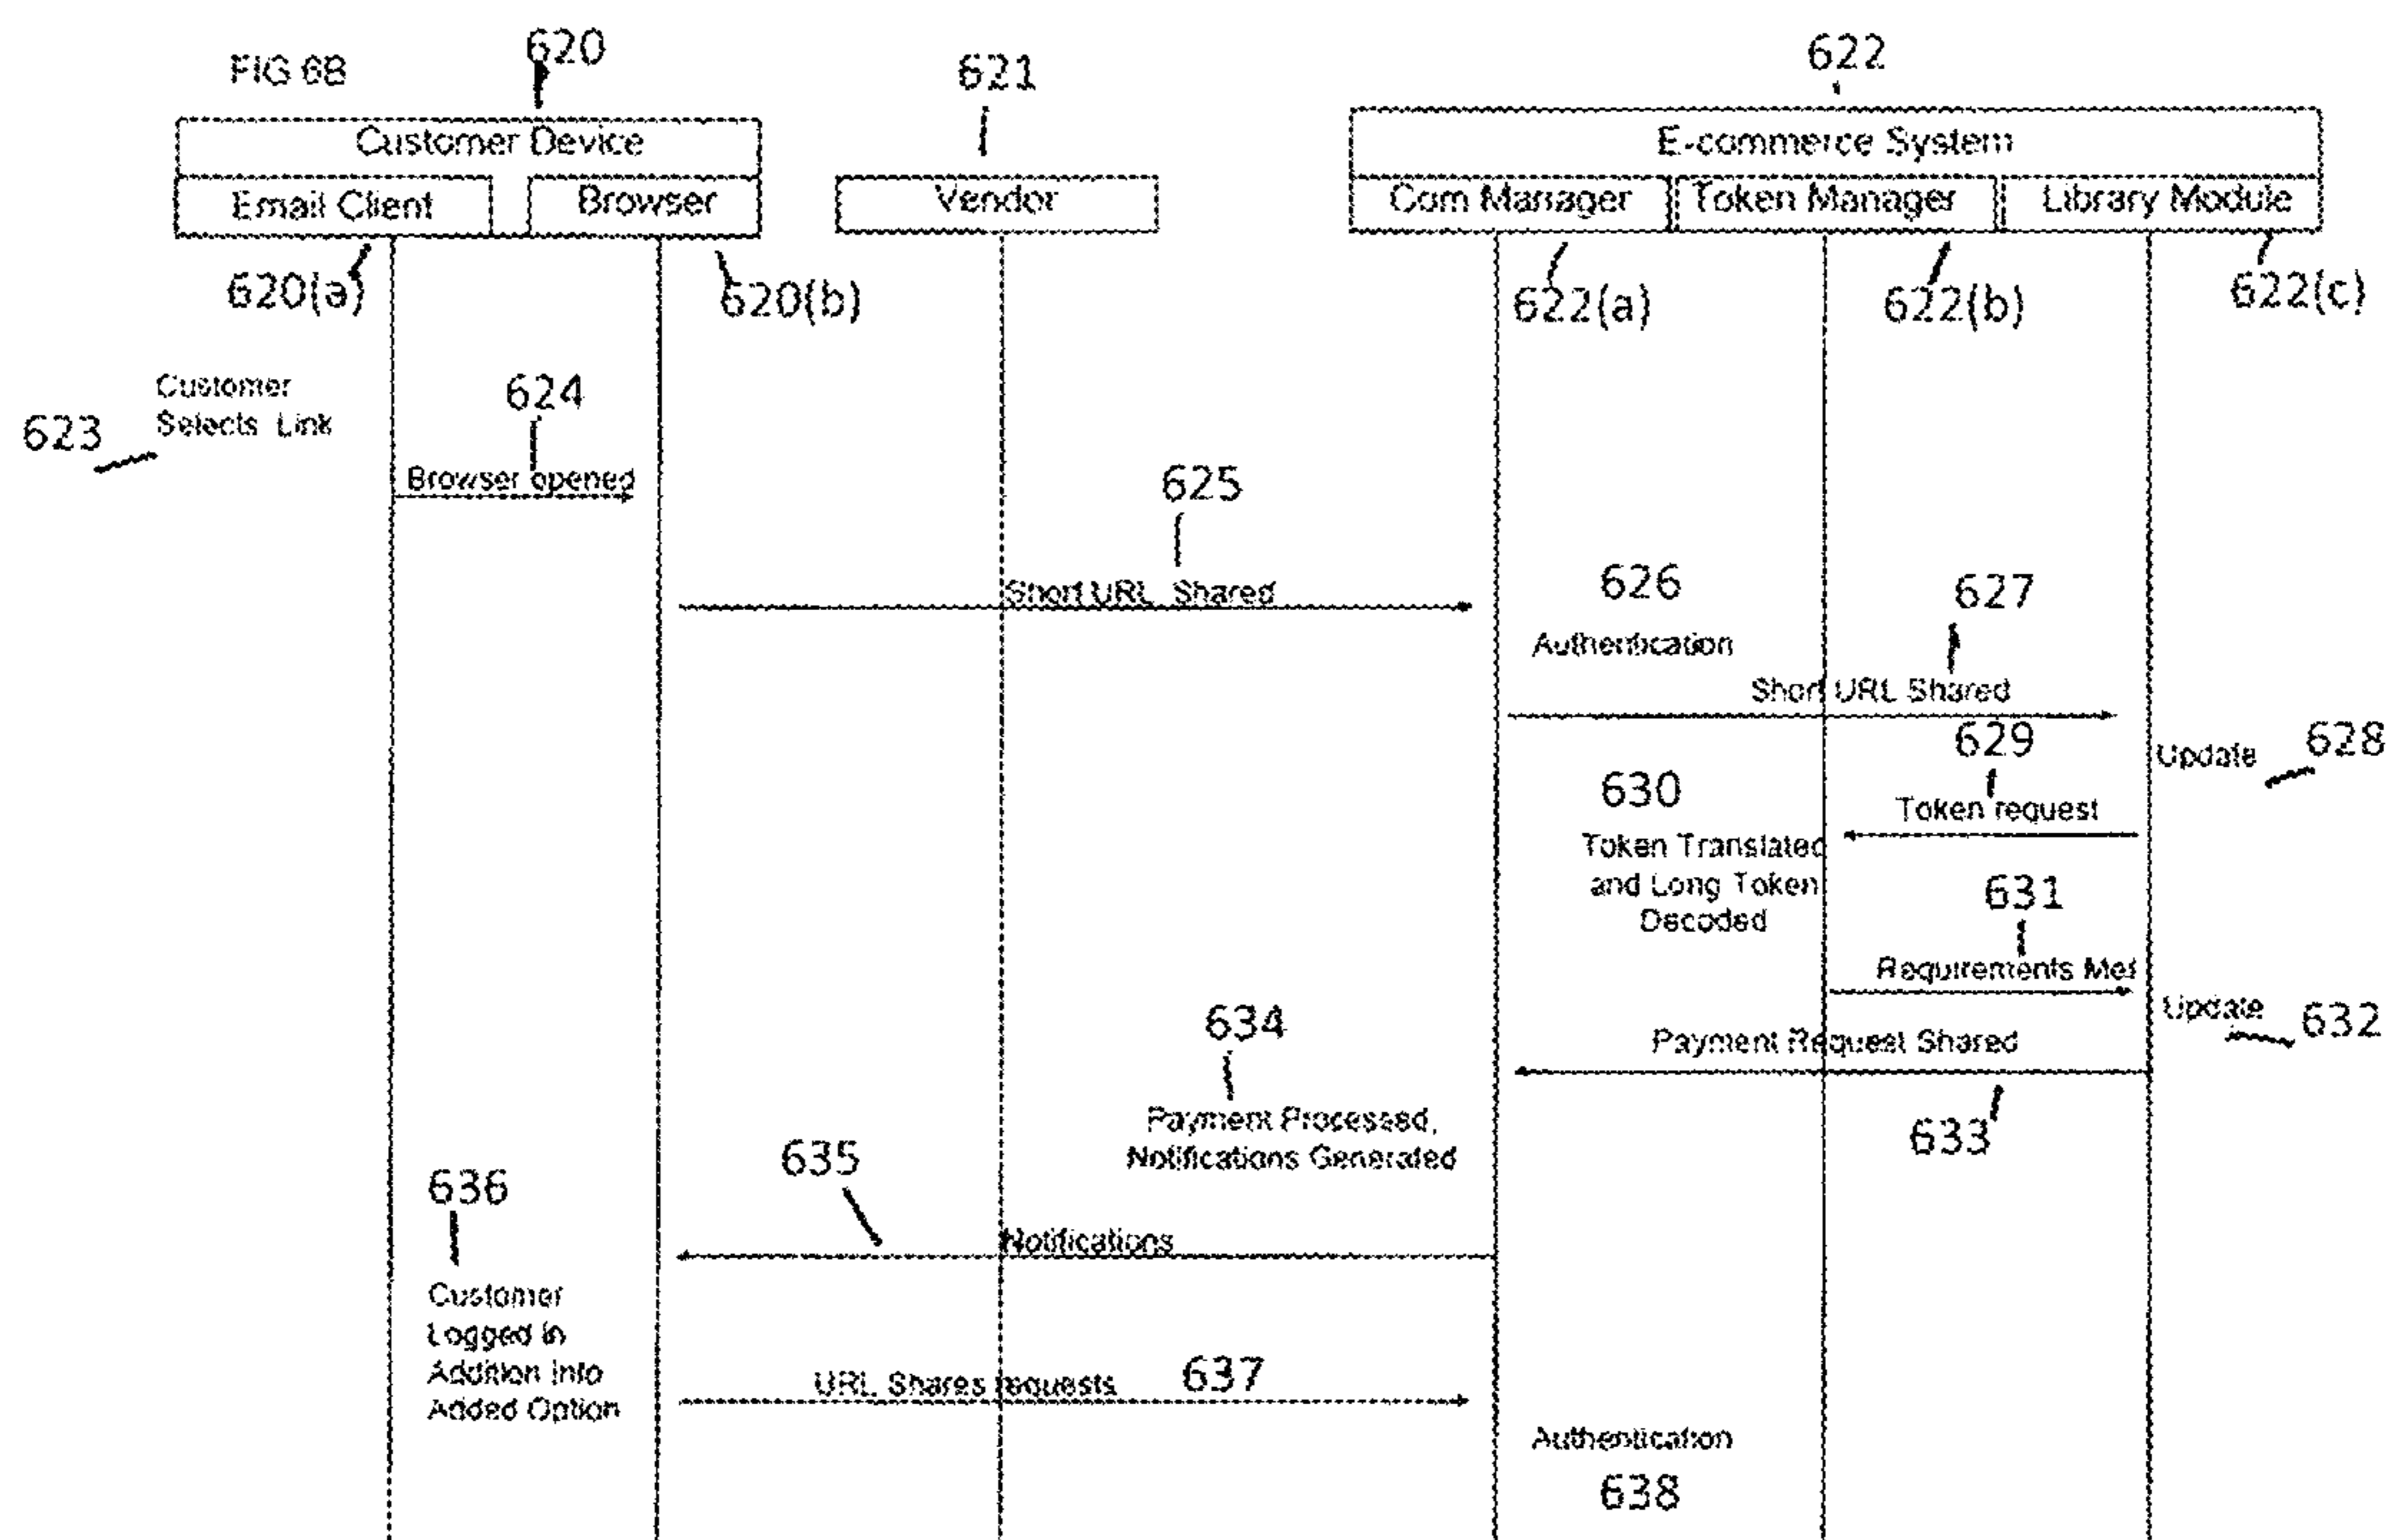 FIG 6B
620
621
622
Customer Device
E-commerce System
Email Client
Browser
Vendor
Com Manager
Token Manager
Library Module
620(a)
620(b)
622(a)
622(b)
622(c)
Customer
Selects Link
623
624
Browser opened
625
Short URL Shared
626
Authentication
627
Short URL Shared
Update
628
629
Token request
630
Token Translated
and Long Token
Decoded
631
Requirements Met
Update
632
Payment Request Shared
633
634
Payment Processed,
Notifications Generated
635
Notifications
636
Customer
Logged in
Addition Info
Added Option
URL Shares requests
637
Authentication
638